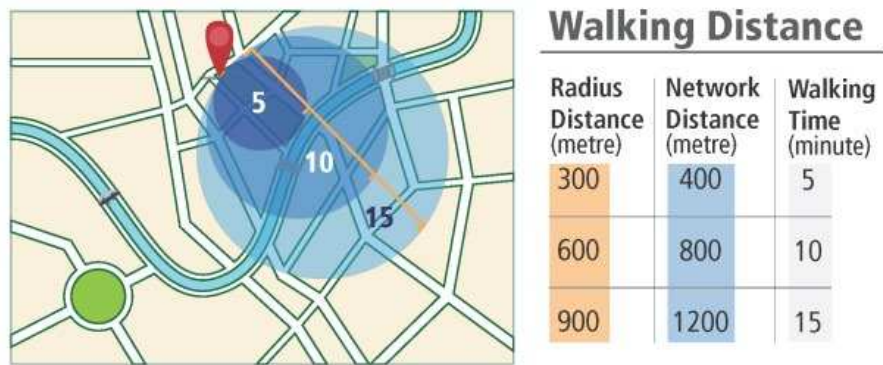 5
10
15
Walking Distance
Radius Distance (metre) Network Distance (metre) Walking Time (minute)
300 400 5
600 800 10
900 1200 15